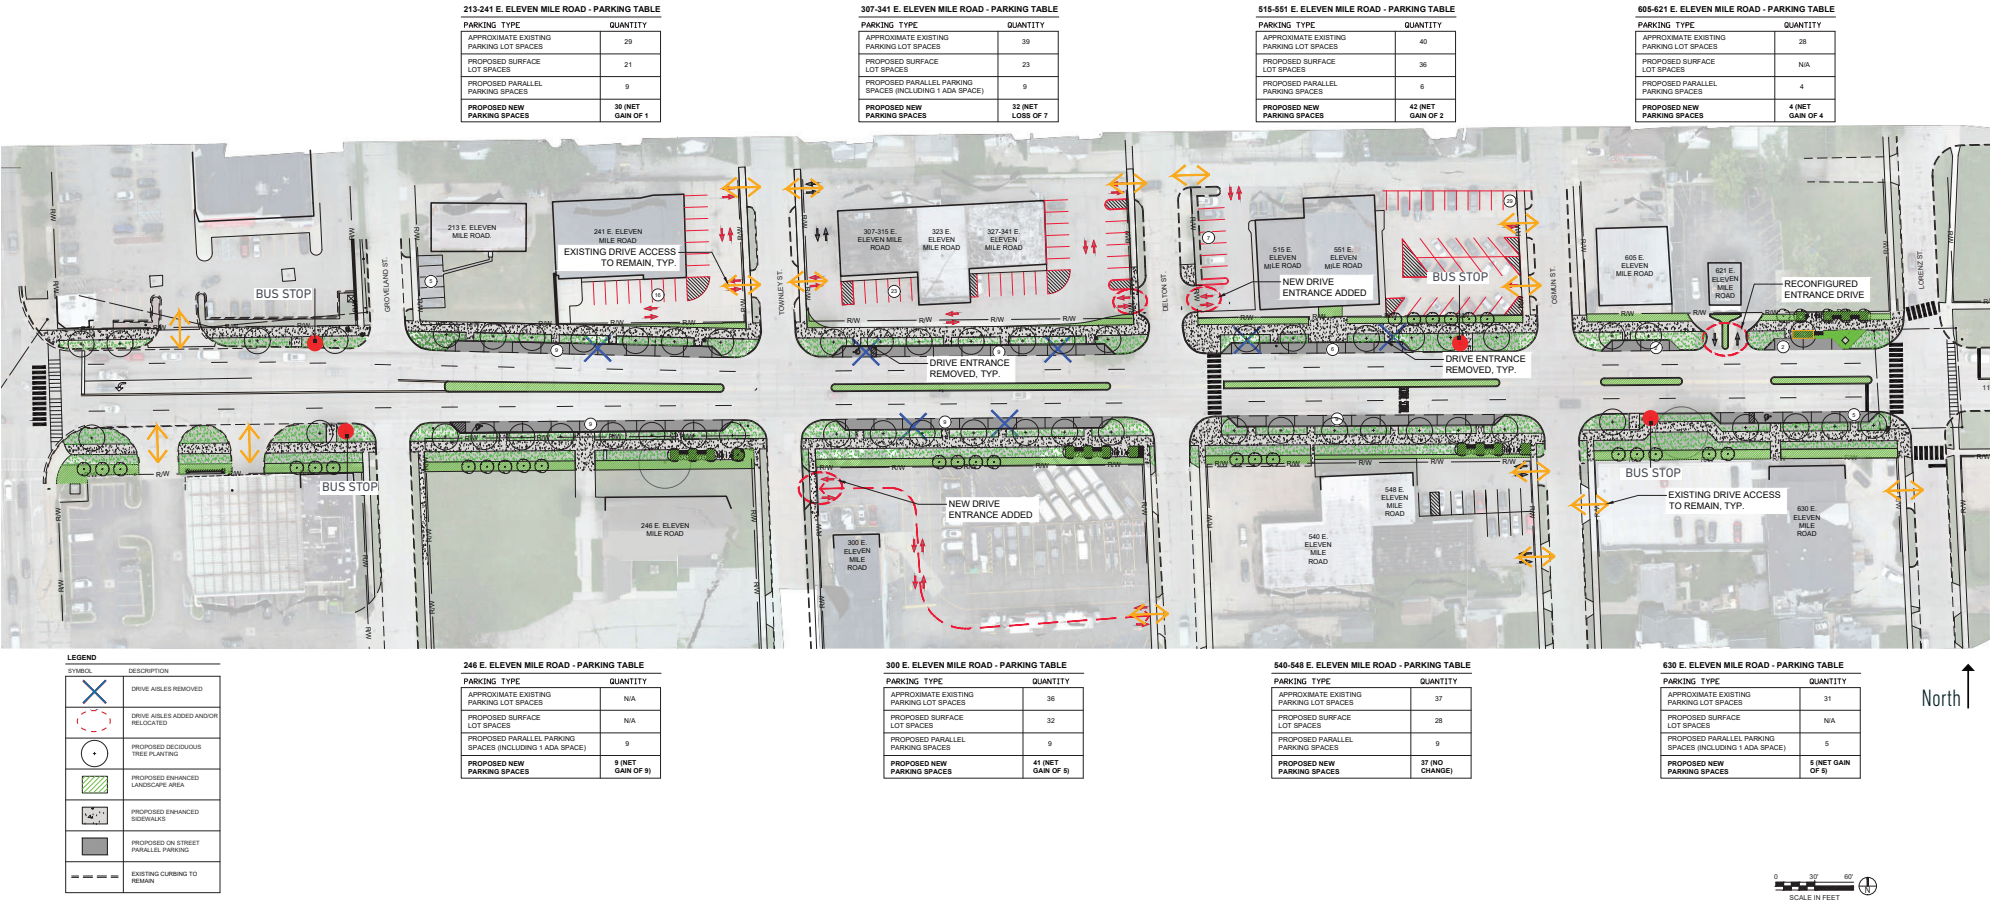 213-241 E. ELEVEN MILE ROAD - PARKING TABLE
PARKING TYPE QUANTITY
APPROXIMATE EXISTING
PARKING LOT SPACES 29
PROPOSED SURFACE
LOT SPACES 21
PROPOSED PARALLEL
PARKING SPACES 9
PROPOSED NEW
PARKING SPACES
30 (NET
GAIN OF 1
307-341 E. ELEVEN MILE ROAD - PARKING TABLE
PARKING TYPE QUANTITY
APPROXIMATE EXISTING
PARKING LOT SPACES 39
PROPOSED SURFACE
LOT SPACES 23
PROPOSED PARALLEL PARKING
SPACES (INCLUDING 1 ADA SPACE) 9
PROPOSED NEW
PARKING SPACES
32 (NET
LOSS OF 7
515-551 E. ELEVEN MILE ROAD - PARKING TABLE
PARKING TYPE QUANTITY
APPROXIMATE EXISTING
PARKING LOT SPACES 40
PROPOSED SURFACE
LOT SPACES 36
PROPOSED PARALLEL
PARKING SPACES 6
PROPOSED NEW
PARKING SPACES
42 (NET
GAIN OF 2
605-621 E. ELEVEN MILE ROAD - PARKING TABLE
PARKING TYPE QUANTITY
APPROXIMATE EXISTING
PARKING LOT SPACES 28
PROPOSED SURFACE
LOT SPACES N/A
PROPOSED PARALLEL
PARKING SPACES 4
PROPOSED NEW
PARKING SPACES
4 (NET
GAIN OF 4
BUS STOP
GROVELAND ST.
213 E. ELEVEN
MILE ROAD.
5
241 E. ELEVEN
MILE ROAD
EXISTING DRIVE ACCESS
TO REMAIN, TYP.
16
9
TOWNLEY ST.
307-315 E.
ELEVEN MILE
ROAD
323 E.
ELEVEN
MILE ROAD
327-341 E.
ELEVEN MILE
ROAD
23
9
DRIVE ENTRANCE
REMOVED, TYP.
DELTON ST.
7
515 E.
ELEVEN
MILE ROAD
551 E.
ELEVEN
MILE ROAD
NEW DRIVE
ENTRANCE ADDED
29
BUS STOP
6
DRIVE ENTRANCE
REMOVED, TYP.
OSMUN ST.
605 E.
ELEVEN
MILE ROAD
621 E.
ELEVEN
MILE
ROAD
RECONFIGURED
ENTRANCE DRIVE
2
LORENZ ST.
R/W
BUS STOP
9
246 E. ELEVEN
MILE ROAD
NEW DRIVE
ENTRANCE ADDED
300 E.
ELEVEN
MILE
ROAD
540 E.
ELEVEN
MILE
ROAD
548 E.
ELEVEN
MILE
ROAD
BUS STOP
EXISTING DRIVE ACCESS
TO REMAIN, TYP.
5
630 E.
ELEVEN
MILE
ROAD
LEGEND
SYMBOL DESCRIPTION
DRIVE AISLES REMOVED
DRIVE AISLES ADDED AND/OR
RELOCATED
PROPOSED DECIDUOUS
TREE PLANTING
PROPOSED ENHANCED
LANDSCAPE AREA
PROPOSED ENHANCED
SIDEWALKS
PROPOSED ON STREET
PARALLEL PARKING
EXISTING CURBING TO
REMAIN
246 E. ELEVEN MILE ROAD - PARKING TABLE
PARKING TYPE QUANTITY
APPROXIMATE EXISTING
PARKING LOT SPACES N/A
PROPOSED SURFACE
LOT SPACES N/A
PROPOSED PARALLEL PARKING
SPACES (INCLUDING 1 ADA SPACE) 9
PROPOSED NEW
PARKING SPACES
9 (NET
GAIN OF 9)
300 E. ELEVEN MILE ROAD - PARKING TABLE
PARKING TYPE QUANTITY
APPROXIMATE EXISTING
PARKING LOT SPACES 36
PROPOSED SURFACE
LOT SPACES 32
PROPOSED PARALLEL
PARKING SPACES 9
PROPOSED NEW
PARKING SPACES
41 (NET
GAIN OF 5)
540-548 E. ELEVEN MILE ROAD - PARKING TABLE
PARKING TYPE QUANTITY
APPROXIMATE EXISTING
PARKING LOT SPACES 37
PROPOSED SURFACE
LOT SPACES 28
PROPOSED PARALLEL
PARKING SPACES 9
PROPOSED NEW
PARKING SPACES
37 (NO
CHANGE)
630 E. ELEVEN MILE ROAD - PARKING TABLE
PARKING TYPE QUANTITY
APPROXIMATE EXISTING
PARKING LOT SPACES 31
PROPOSED SURFACE
LOT SPACES N/A
PROPOSED PARALLEL PARKING
SPACES (INCLUDING 1 ADA SPACE) 5
PROPOSED NEW
PARKING SPACES
5 (NET GAIN
OF 5)
North
0 30' 60'
SCALE IN FEET
N